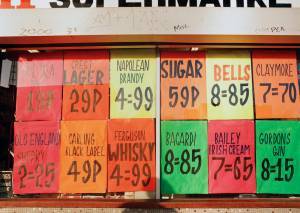 SUPERMARKE
LAGER
29P
NAPOLEAN
BRANDY
4=99
SUGAR
59P
BELLS
8=85
CLAYMORE
7=70
OLD ENGLAND
2=25
CARLING
BLACK LABEL
49P
FERGUSON
WHISKY
4-99
BACARDI
8=85
BAILEY
IRISH CREAM
7=65
GORDONS
GIN
8=15